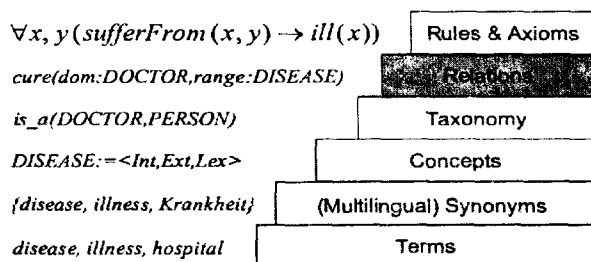 ∀x, y(sufferFrom(x, y) → ill(x)) Rules & Axioms
cure(dom:DOCTOR,range:DISEASE) Relations
is_a(DOCTOR,PERSON) Taxonomy
DISEASE:=<Int,Ext,Lex> Concepts
{disease, illness, Krankheit} (Multilingual) Synonyms
disease, illness, hospital Terms